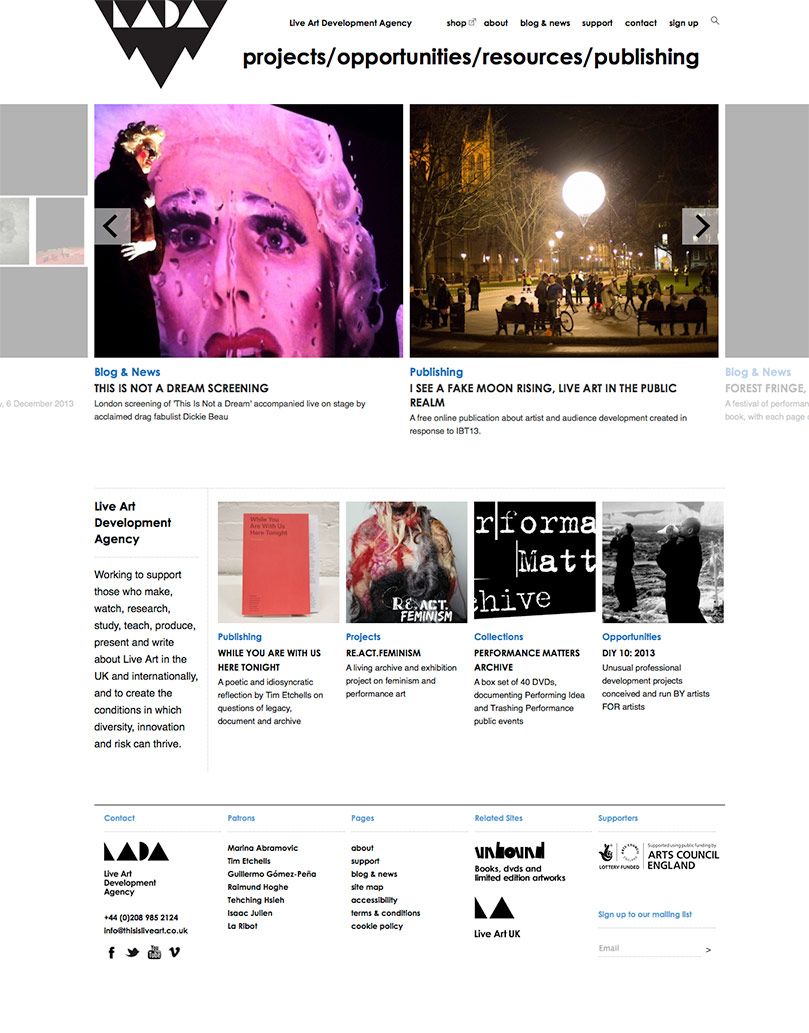 LADA
Live Art Development Agency
shop about blog & news support contact sign up
projects/opportunities/resources/publishing
Blog & News
THIS IS NOT A DREAM SCREENING
London screening of 'This Is Not a Dream' accompanied live on stage by
acclaimed drag fabulist Dickie Beau
Publishing
I SEE A FAKE MOON RISING, LIVE ART IN THE PUBLIC
REALM
A free online publication about artist and audience development created in
response to IBT13.
Blog & News
FOREST FRINGE,
A festival of performan
book, with each page
y, 6 December 2013
Live Art
Development
Agency
Working to support
those who make,
watch, research,
study, teach, produce,
present and write
about Live Art in the
UK and internationally,
and to create the
conditions in which
diversity, innovation
and risk can thrive.
While You
Are With Us
Here Tonight
Publishing
WHILE YOU ARE WITH US
HERE TONIGHT
A poetic and idiosyncratic
reflection by Tim Etchells on
questions of legacy,
document and archive
RE.ACT.
FEMINISM
Projects
RE.ACT.FEMINISM
A living archive and exhibition
project on feminism and
performance art
rforma
Matt
chive
Collections
PERFORMANCE MATTERS
ARCHIVE
A box set of 40 DVDs,
documenting Performing Idea
and Trashing Performance
public events
Opportunities
DIY 10: 2013
Unusual professional
development projects
conceived and run BY artists
FOR artists
Contact
LADA
Live Art
Development
Agency
+44 (0)208 985 2124
info@thisisliveart.co.uk
You
Tube
Patrons
Marina Abramovic
Tim Etchells
Guillermo Gómez-Peña
Raimund Hoghe
Tehching Hsieh
Isaac Julien
La Ribot
Pages
about
support
blog & news
site map
accessibility
terms & conditions
cookie policy
Related Sites
unbound
Books, dvds and
limited edition artworks
LA
Live Art UK
Supporters
LOTTERY FUNDED
Supported using public funding by
ARTS COUNCIL
ENGLAND
Sign up to our mailing list
Email >